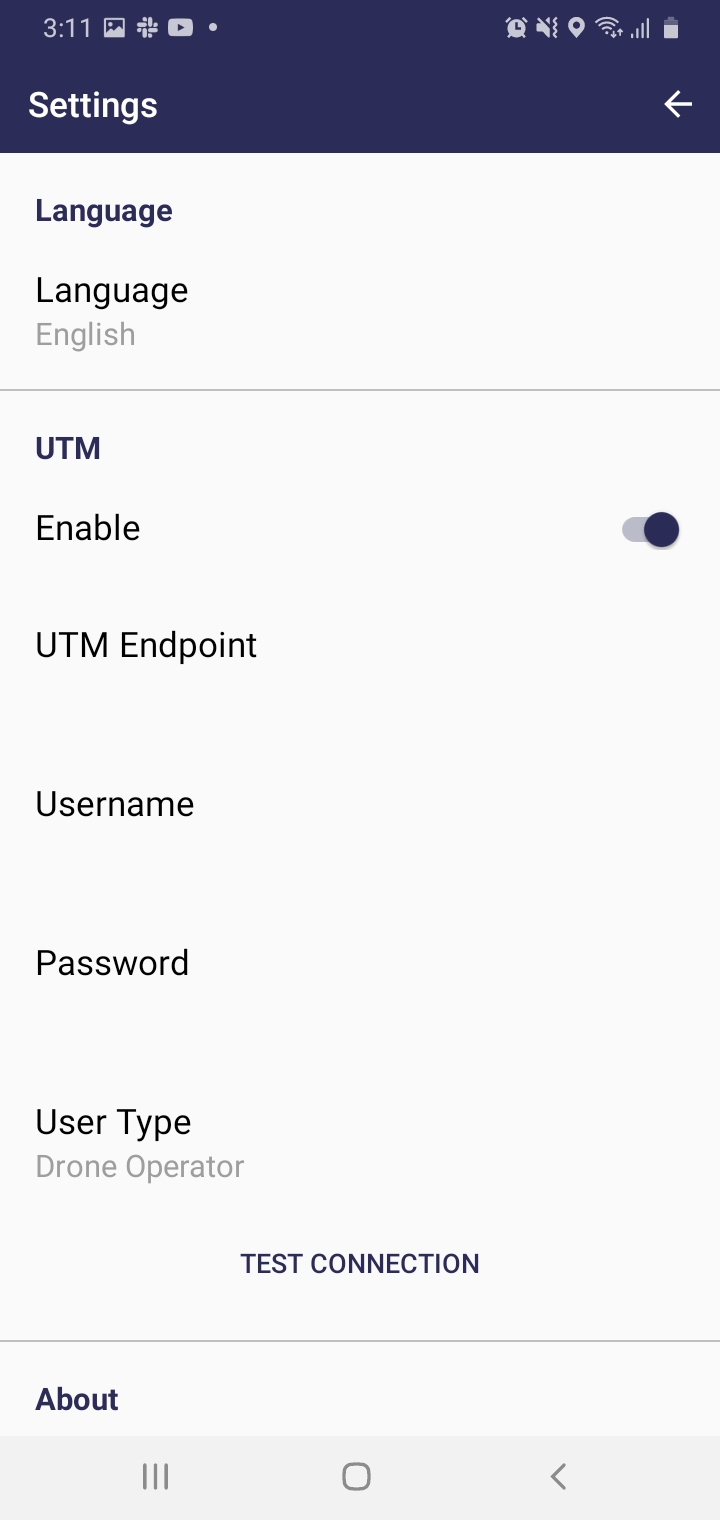 3:11
Settings
Language
Language
English
UTM
Enable
UTM Endpoint
Username
Password
User Type
Drone Operator
TEST CONNECTION
About